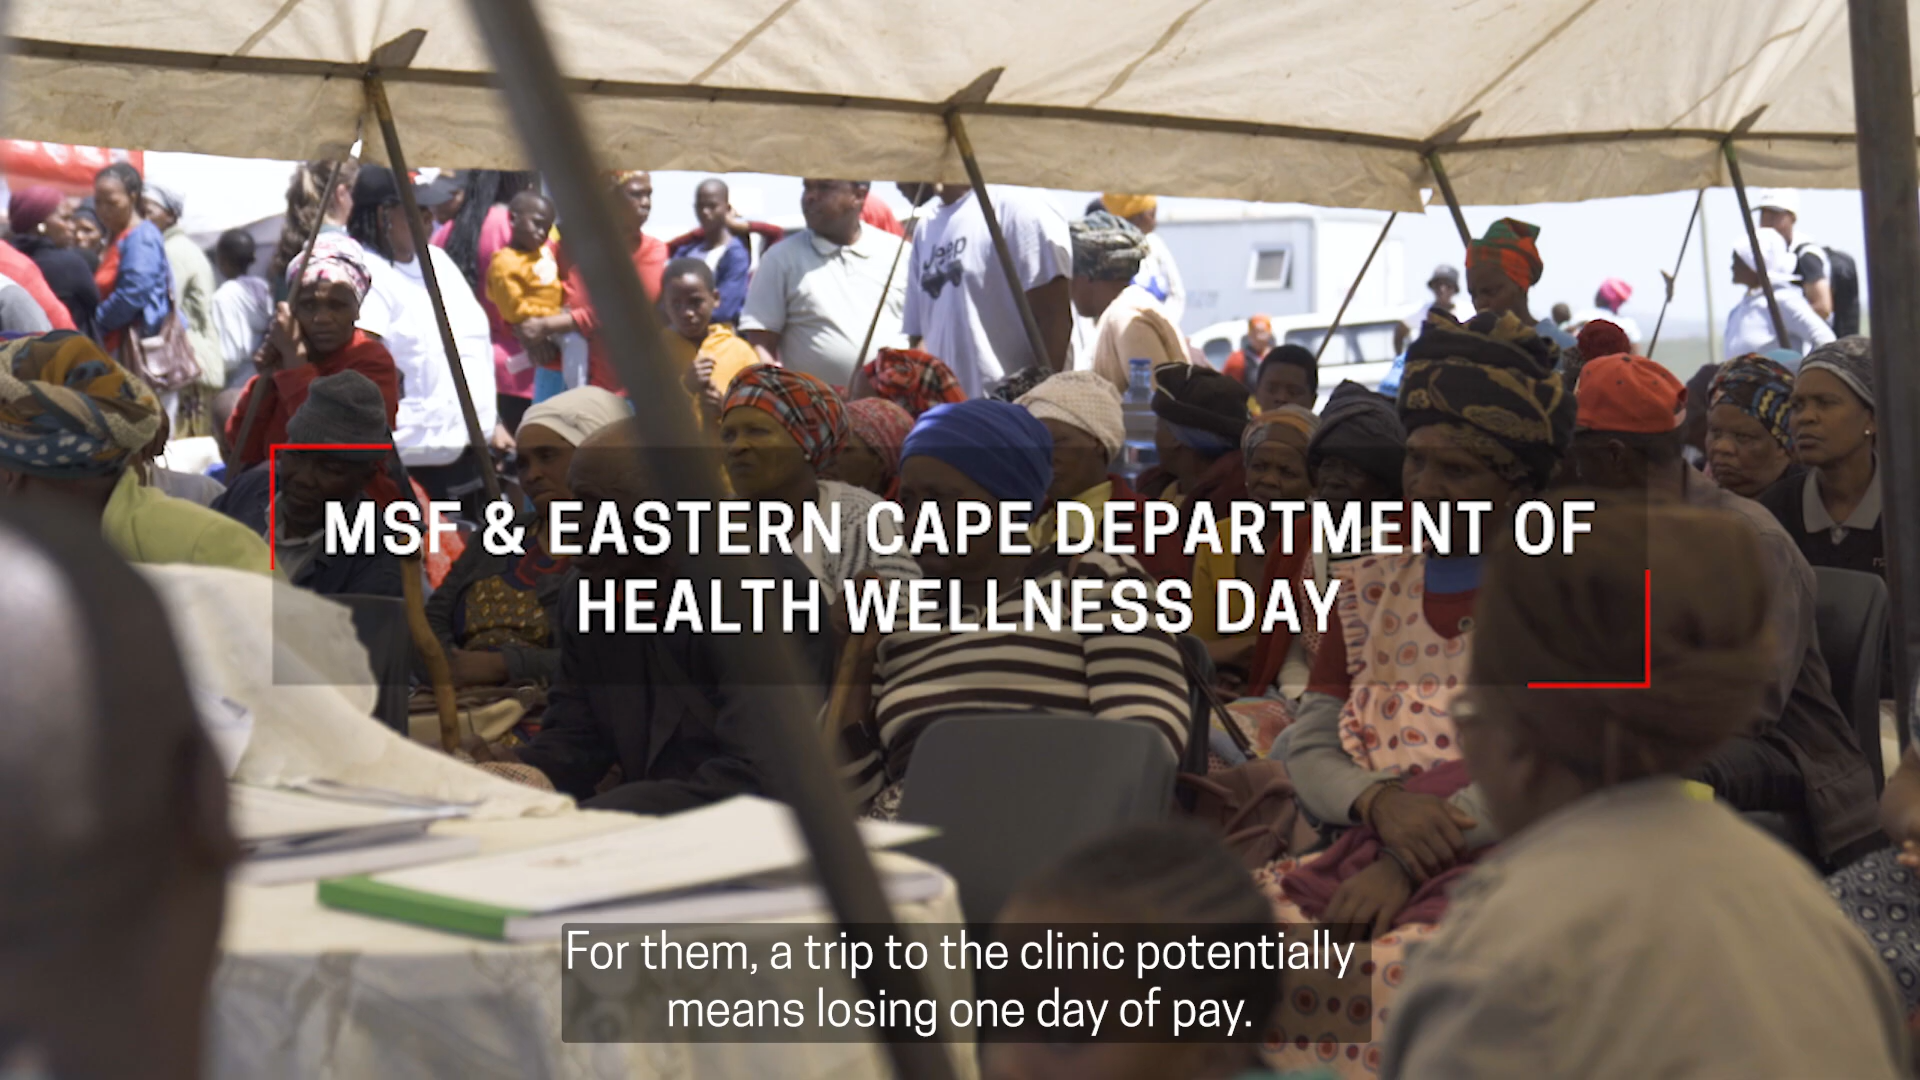 Jeep
MSF & EASTERN CAPE DEPARTMENT OF
HEALTH WELLNESS DAY
For them, a trip to the clinic potentially
means losing one day of pay.